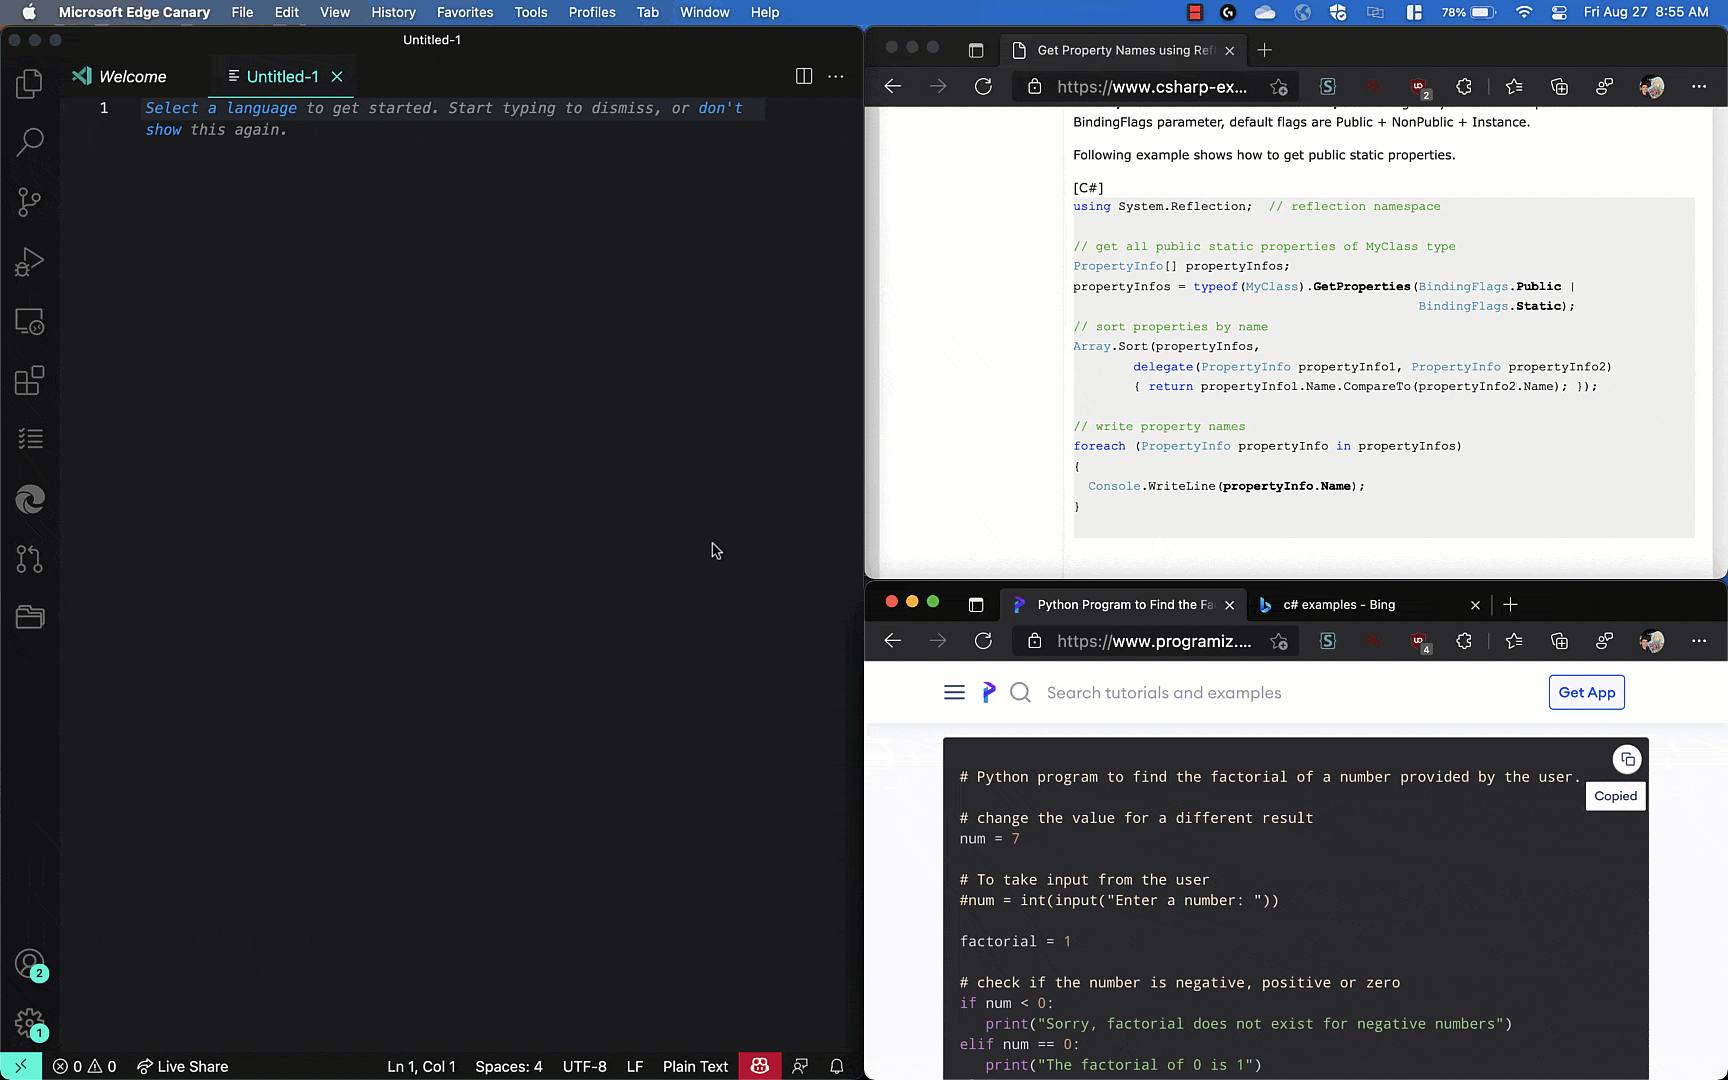 Microsoft Edge Canary File Edit View History Favorites Tools Profiles Tab Window Help
78% Fri Aug 27 8:55 AM
Untitled-1
Welcome
Untitled-1
1
Select a language to get started. Start typing to dismiss, or don't
show this again.
2
1
0 0 Live Share
Ln 1, Col 1 Spaces: 4 UTF-8 LF Plain Text
Get Property Names using Ref
https://www.csharp-ex...
2
BindingFlags parameter, default flags are Public + NonPublic + Instance.
Following example shows how to get public static properties.
[C#]
using System.Reflection;  // reflection namespace
// get all public static properties of MyClass type
PropertyInfo[] propertyInfos;
propertyInfos = typeof(MyClass).GetProperties(BindingFlags.Public |
BindingFlags.Static);
// sort properties by name
Array.Sort(propertyInfos,
delegate(PropertyInfo propertyInfo1, PropertyInfo propertyInfo2)
{ return propertyInfo1.Name.CompareTo(propertyInfo2.Name); });
// write property names
foreach (PropertyInfo propertyInfo in propertyInfos)
{
Console.WriteLine(propertyInfo.Name);
}
Python Program to Find the Fa
c# examples - Bing
https://www.programiz....
4
Search tutorials and examples
Get App
Copied
# Python program to find the factorial of a number provided by the user.
# change the value for a different result
num = 7
# To take input from the user
#num = int(input("Enter a number: "))
factorial = 1
# check if the number is negative, positive or zero
if num < 0:
print("Sorry, factorial does not exist for negative numbers")
elif num == 0:
print("The factorial of 0 is 1")